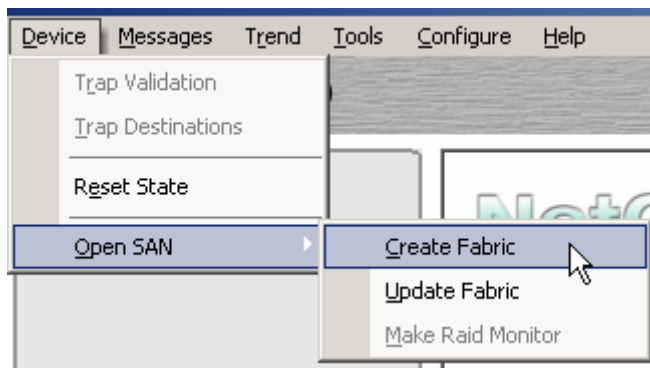 Device Messages Trend Tools Configure Help
Trap Validation
Trap Destinations
Reset State
Open SAN
Create Fabric
Update Fabric
Make Raid Monitor